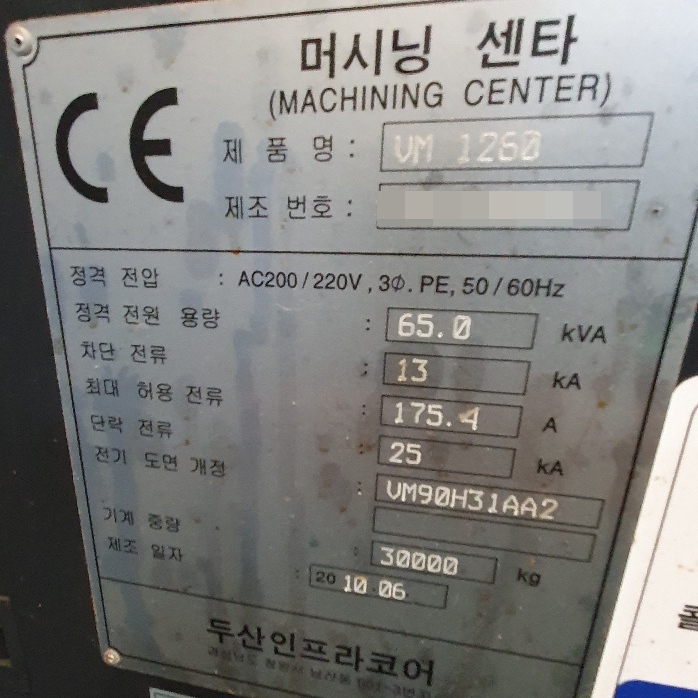 머시닝 센타
(MACHINING CENTER)
CE
제 품 명 : VM 1260
제조 번호 :
정격 전압 : AC200/220V, 3Φ. PE, 50/60Hz
정격 전원 용량 : 65.0 kVA
차단 전류 : 13 kA
최대 허용 전류 : 175.4 A
단락 전류 : 25 kA
전기 도면 개정 : VM90H31AA2
기계 중량 : 30000 kg
제조 일자 : 20 10 06
두산인프라코어
콜